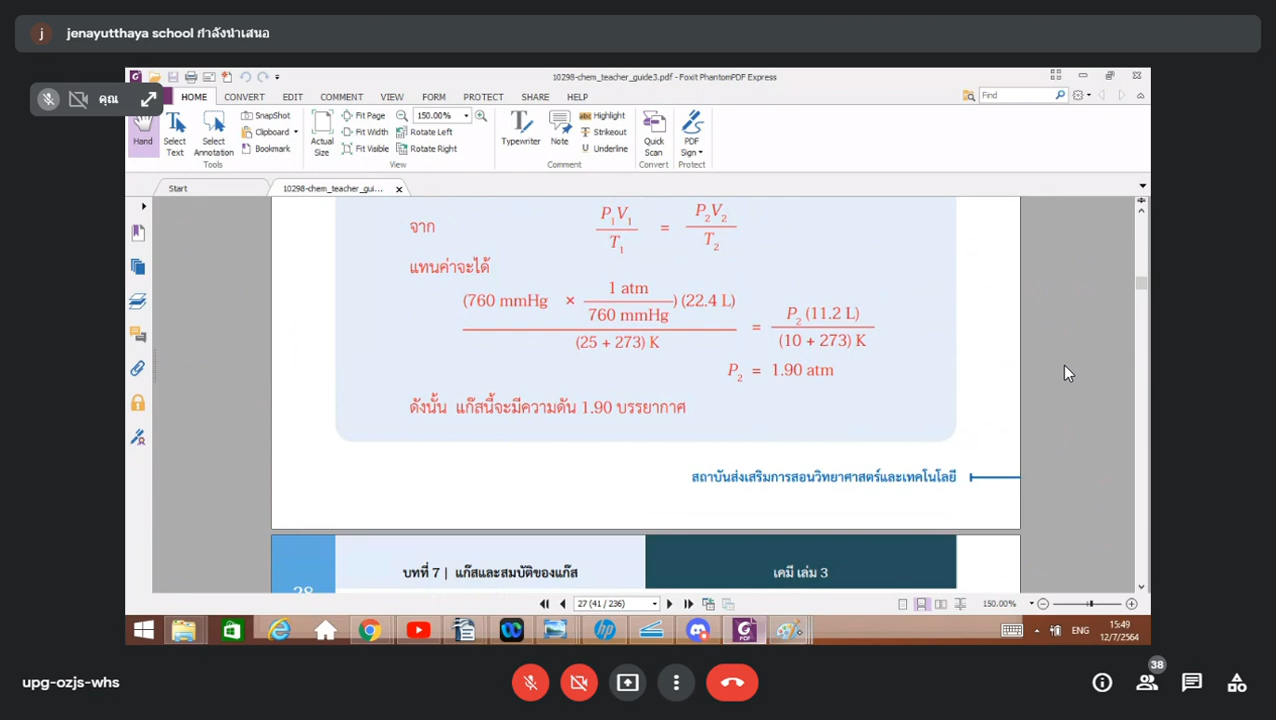 j jenayutthaya school กำลังนำเสนอ
10298-chem_teacher_guide3.pdf - Foxit PhantomPDF Express
คุณ
HOME CONVERT EDIT COMMENT VIEW FORM PROTECT SHARE HELP Find
Hand
Select Text
Select Annotation
SnapShot
Clipboard
Bookmark
Tools
Actual Size
Fit Page
Fit Width
Fit Visible
150.00%
Rotate Left
Rotate Right
View
Typewriter
Note
Highlight
Strikeout
Underline
Comment
Quick Scan
Convert
PDF Sign
Protect
Start 10298-chem_teacher_gui...
จาก P₁V₁/T₁ = P₂V₂/T₂
แทนค่าจะได้
(760 mmHg × 1 atm/760 mmHg) (22.4 L)/(25 + 273) K = P₂ (11.2 L)/(10 + 273) K
P₂ = 1.90 atm
ดังนั้น แก๊สนี้จะมีความดัน 1.90 บรรยากาศ
สถาบันส่งเสริมการสอนวิทยาศาสตร์และเทคโนโลยี
28 บทที่ 7 | แก๊สและสมบัติของแก๊ส เคมี เล่ม 3
27 (41 / 236) 150.00%
ENG 15:49
12/7/2564
upg-ozjs-whs
38